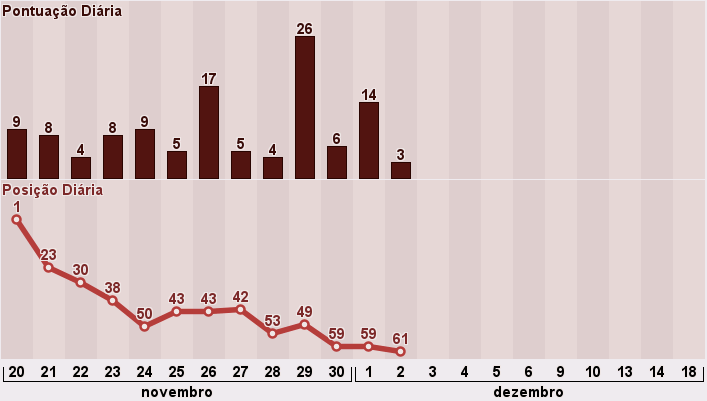 Pontuação Diária
9 8 4 8 9 5 17 5 4 26 6 14 3
Posição Diária
1 23 30 38 50 43 43 42 53 49 59 59 61
20 21 22 23 24 25 26 27 28 29 30 1 2 3 4 5 6 9 10 13 14 18
novembro dezembro